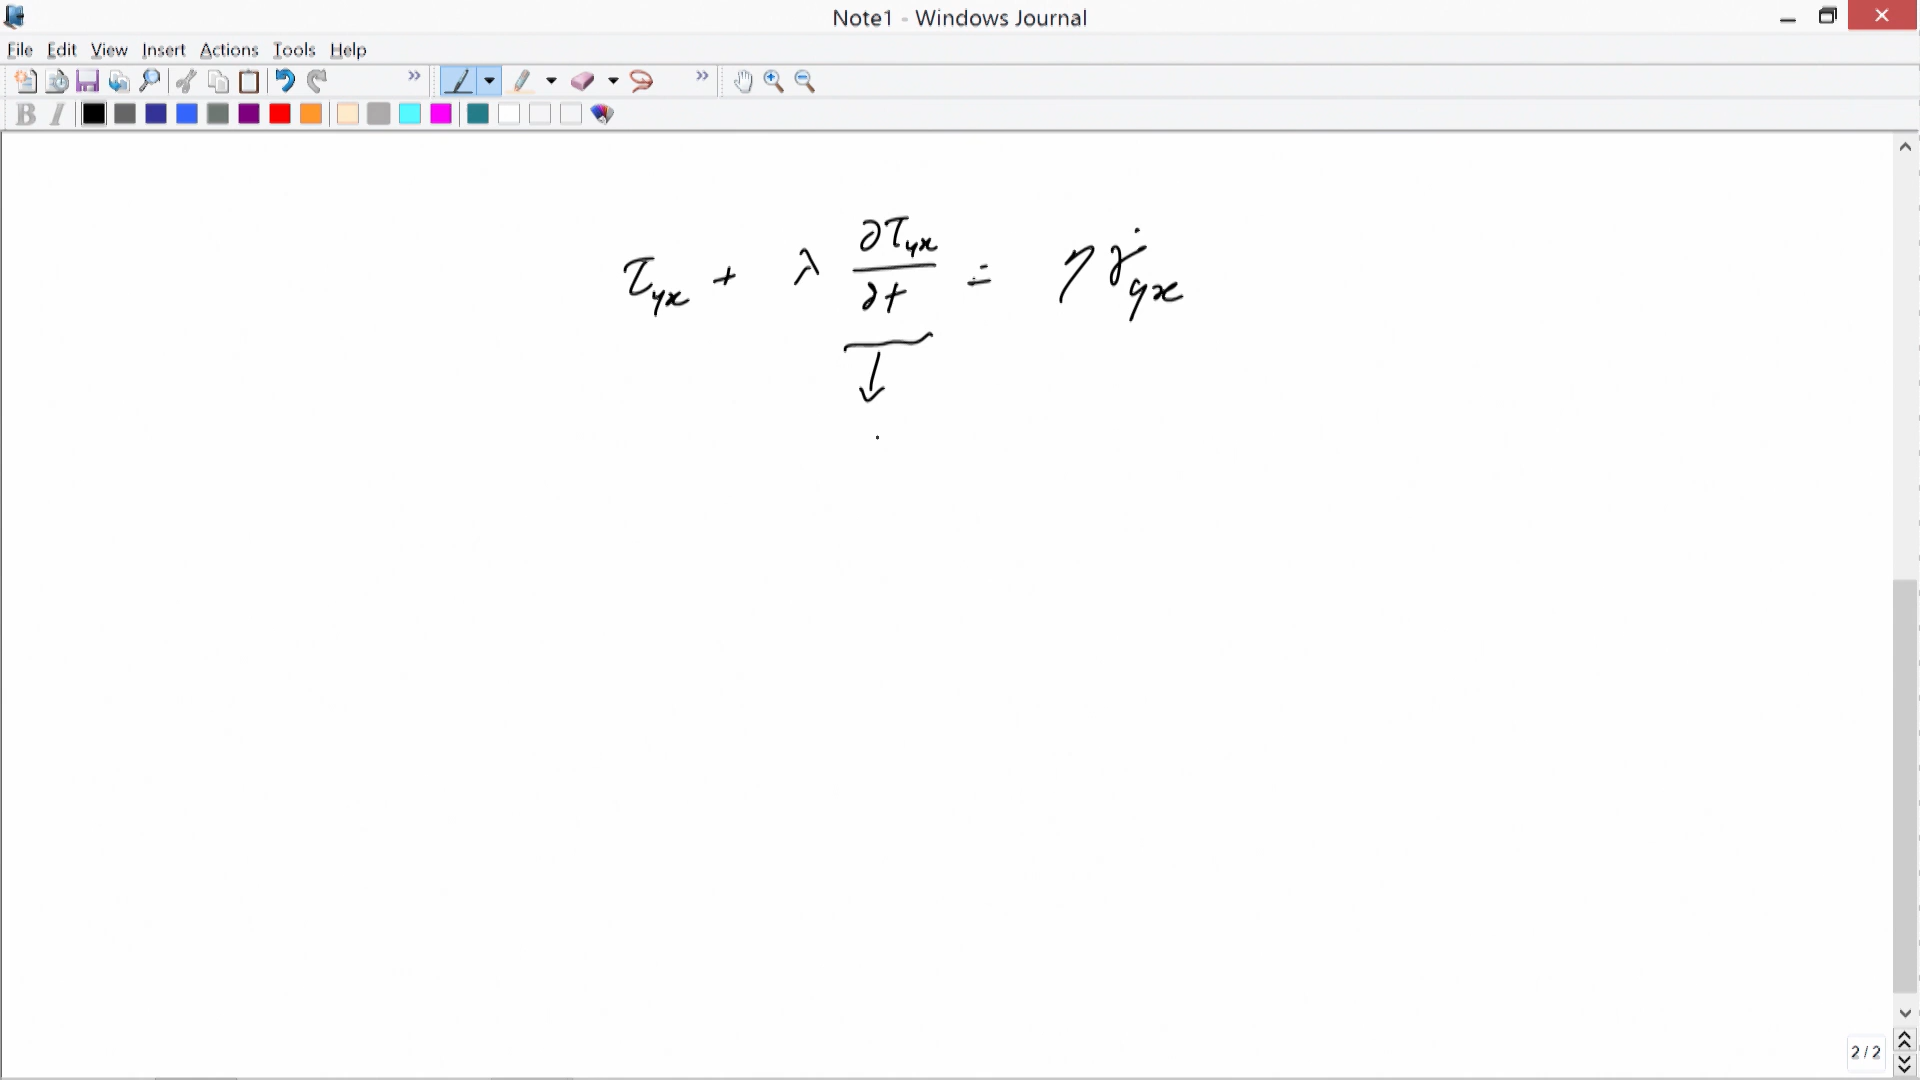 Note1 - Windows Journal
File Edit View Insert Actions Tools Help
B I
τyx + λ ∂τyx/∂t = η γ̇yx
↓
2 / 2